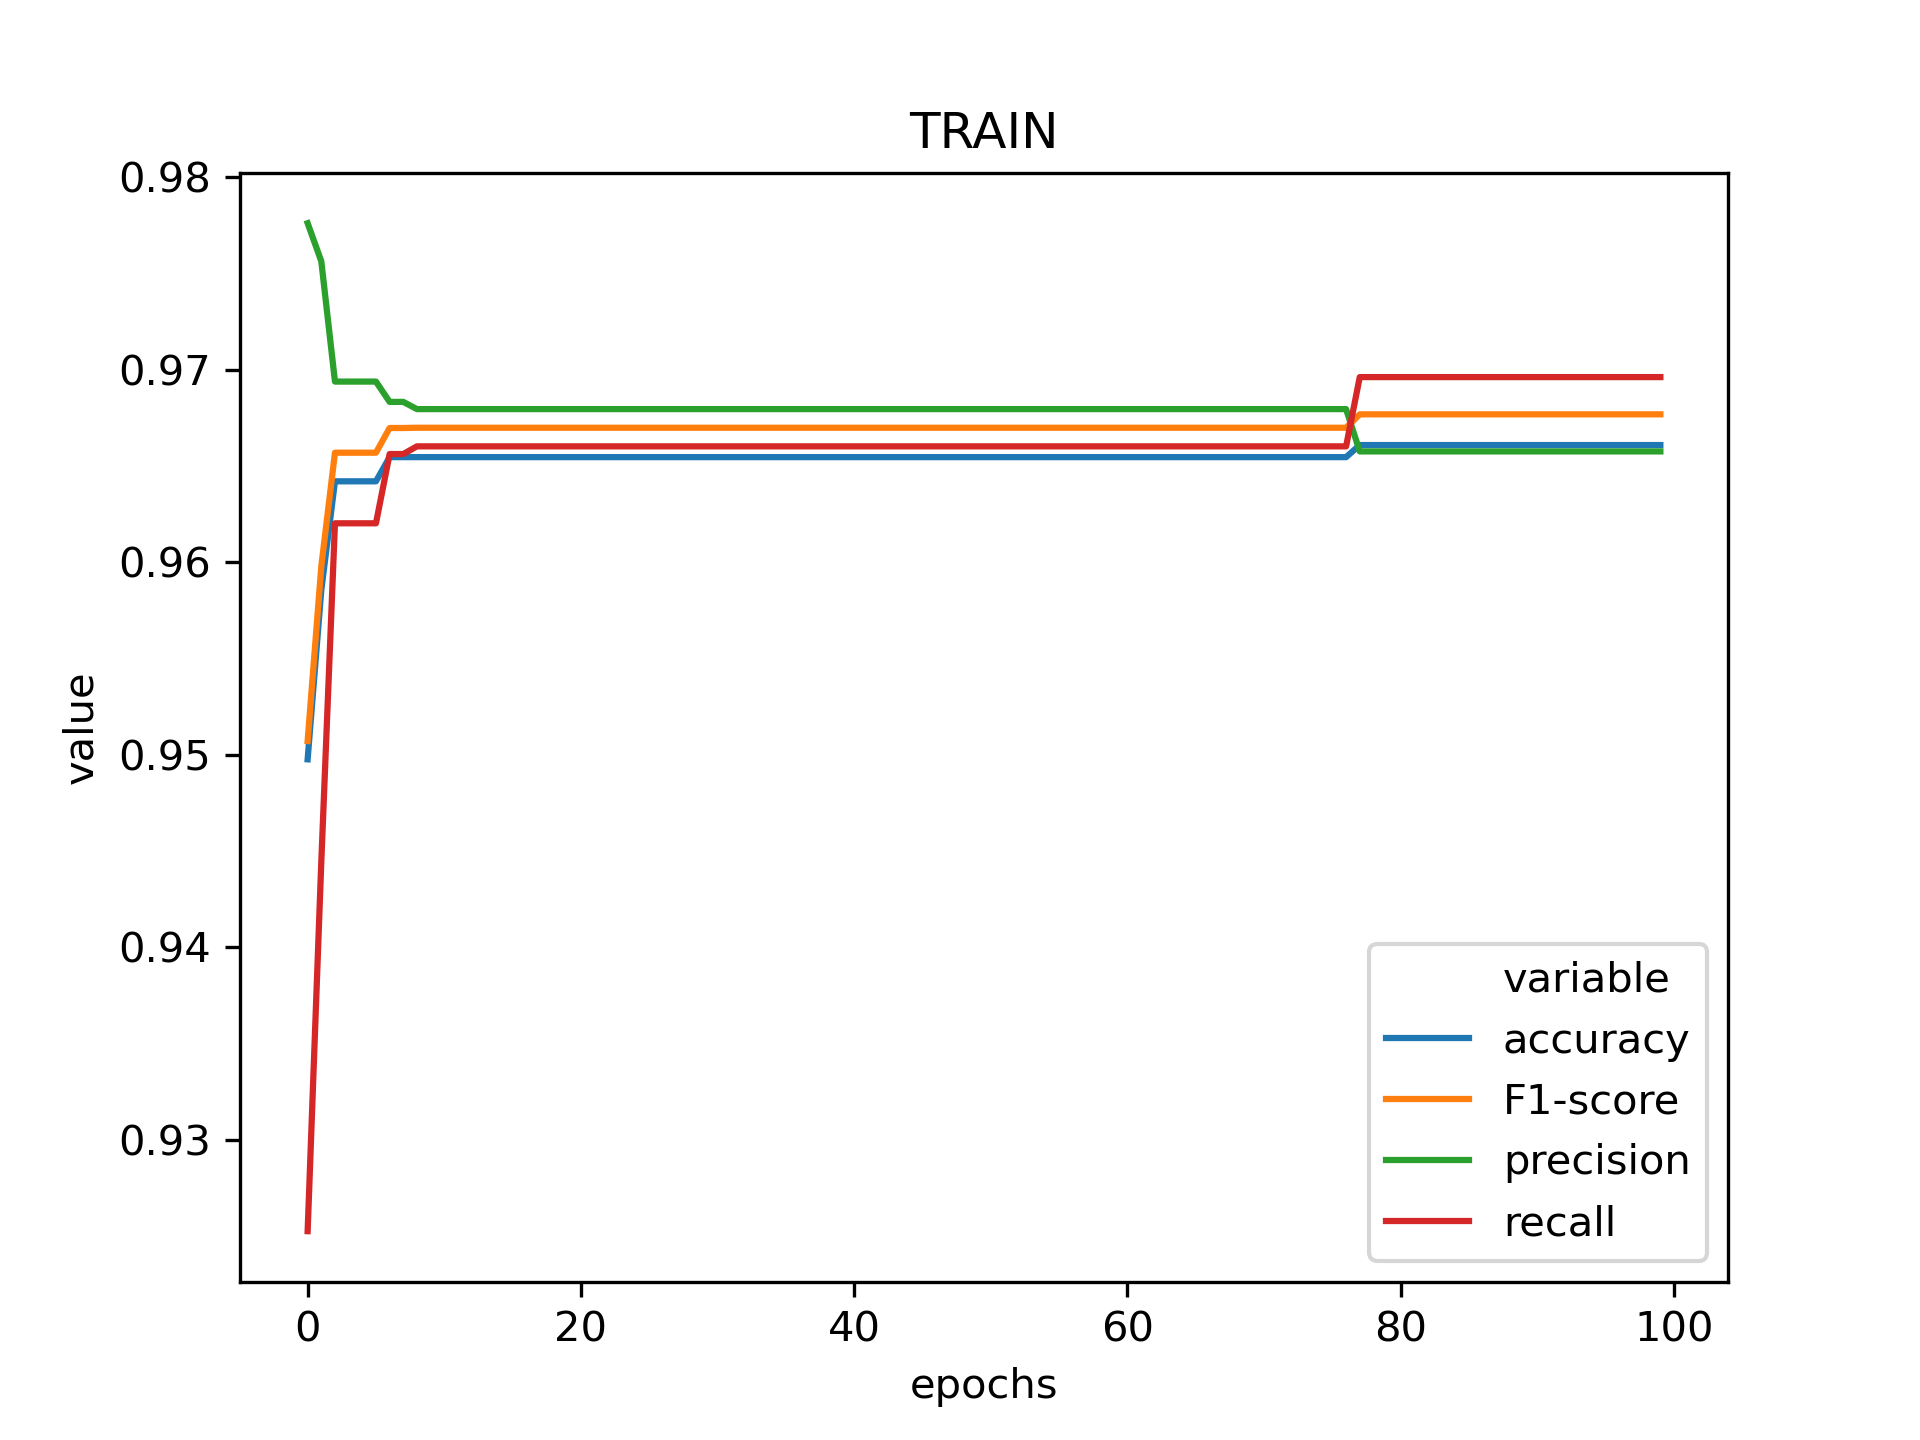 TRAIN
0.98
0.97
0.96
0.95
0.94
0.93
value
variable
accuracy
F1-score
precision
recall
0 20 40 60 80 100
epochs